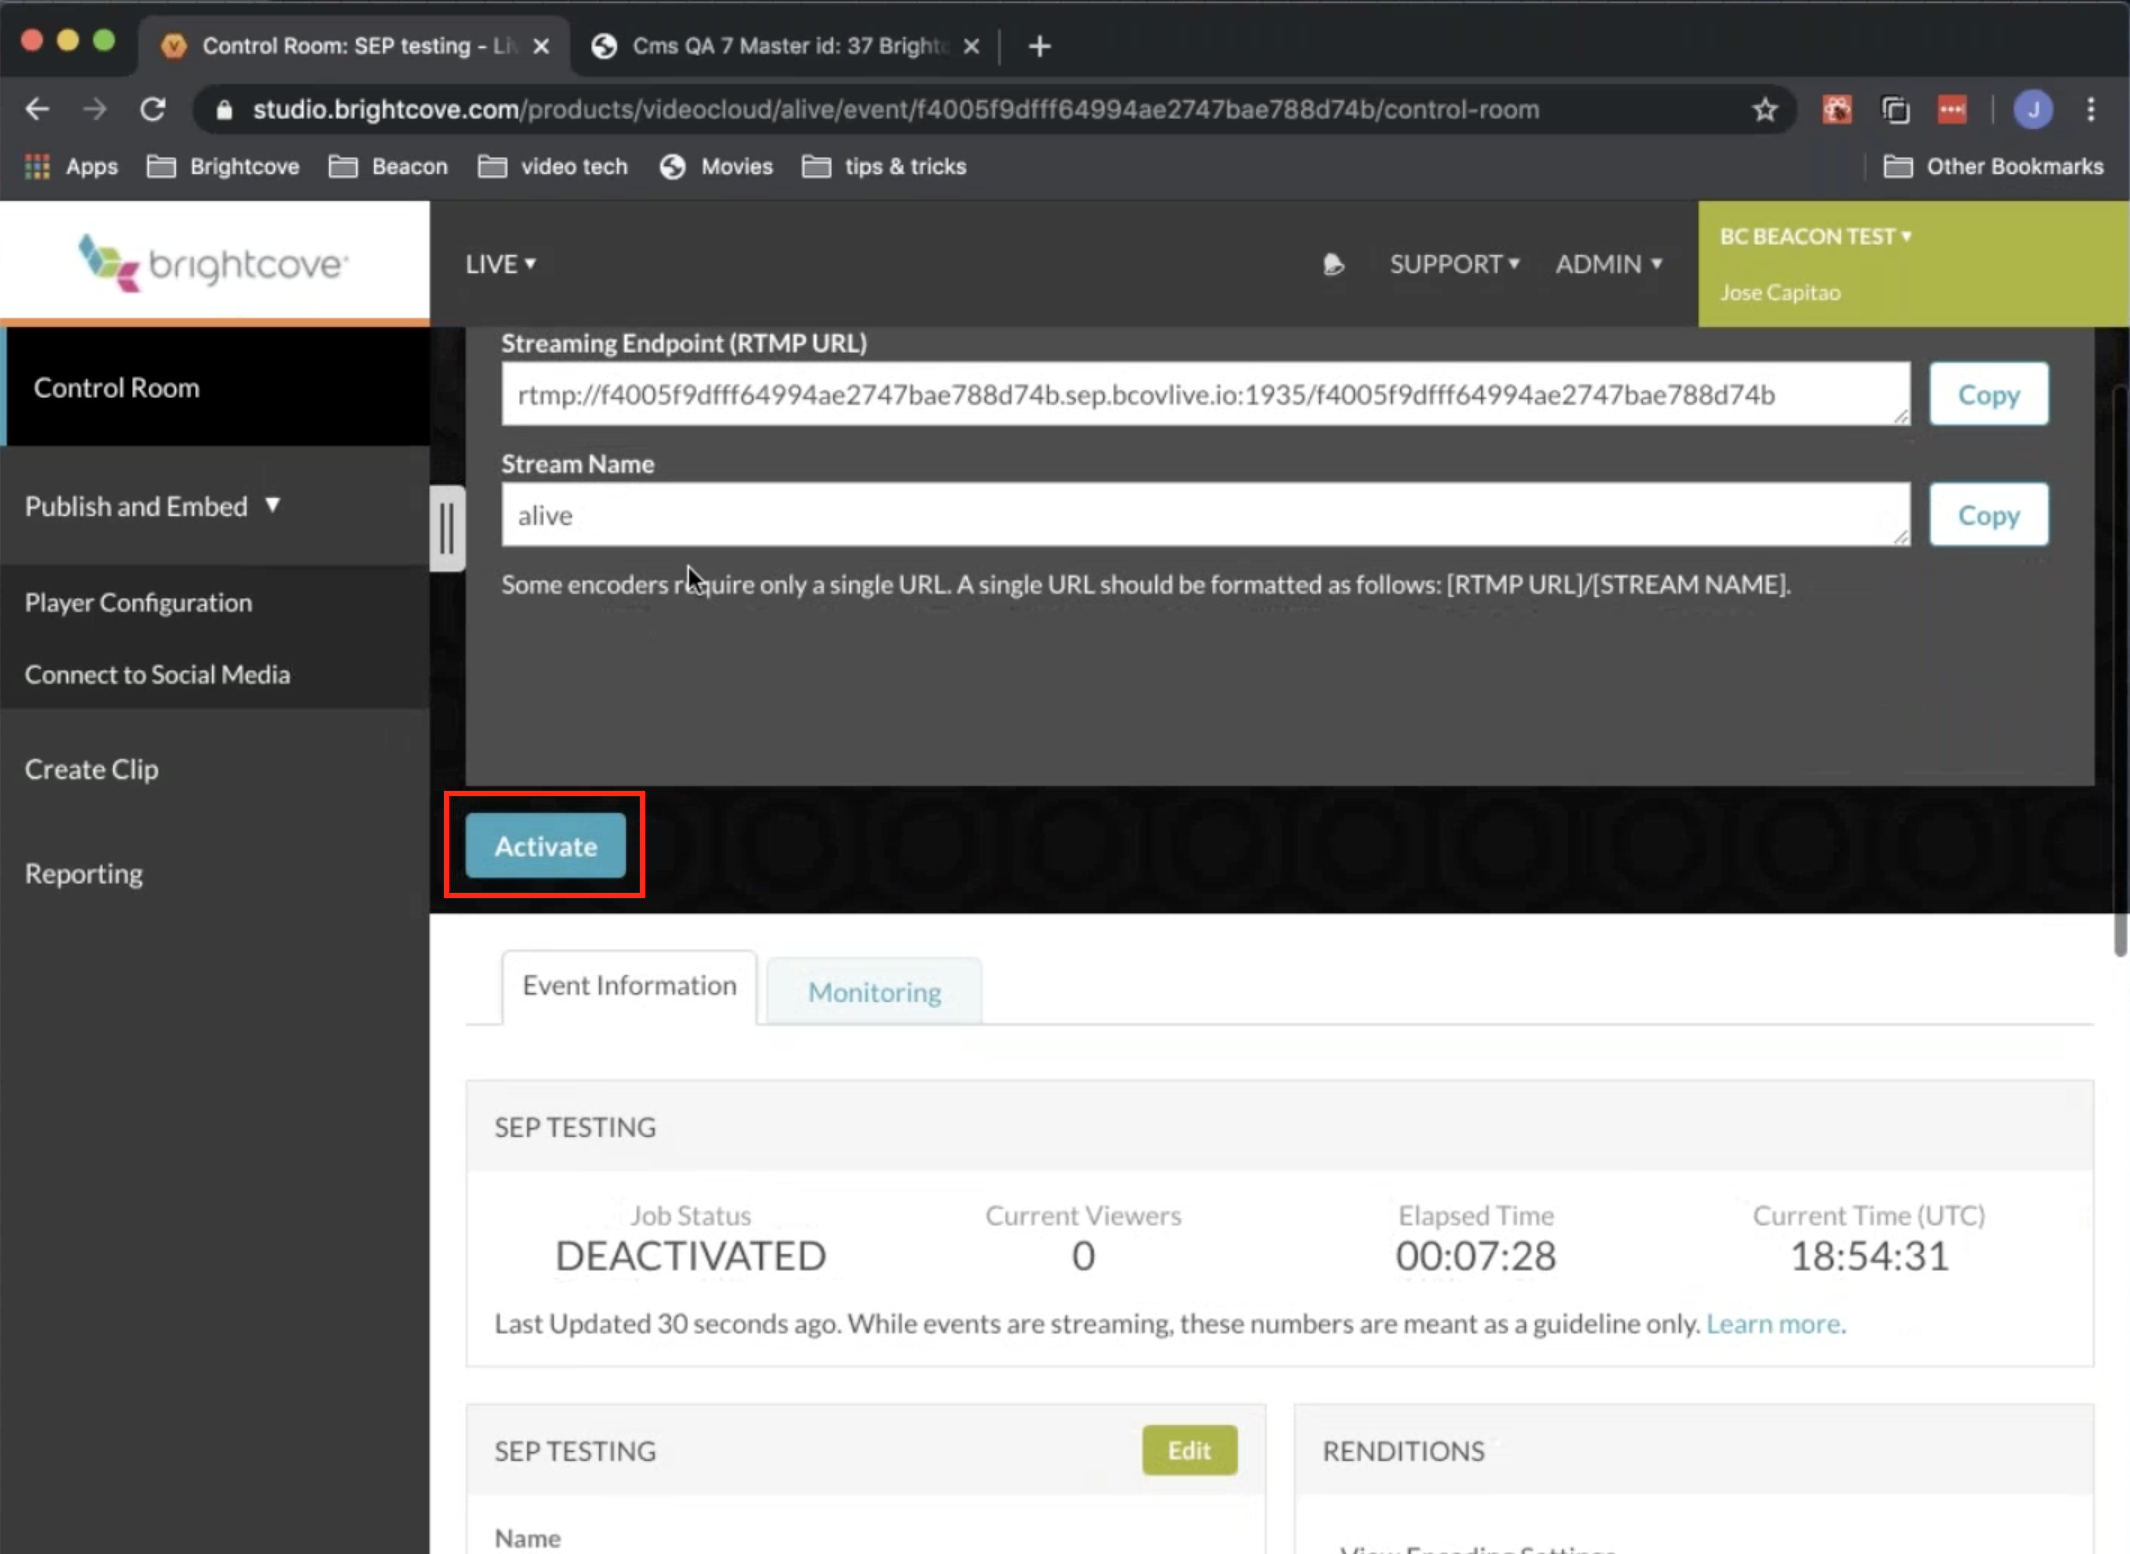 Control Room: SEP testing - Li
Cms QA 7 Master id: 37 Bright
studio.brightcove.com/products/videocloud/alive/event/f4005f9dfff64994ae2747bae788d74b/control-room
J
Apps
Brightcove
Beacon
video tech
Movies
tips & tricks
Other Bookmarks
brightcove
LIVE
SUPPORT
ADMIN
BC BEACON TEST
Jose Capitao
Control Room
Publish and Embed
Player Configuration
Connect to Social Media
Create Clip
Reporting
Streaming Endpoint (RTMP URL)
rtmp://f4005f9dfff64994ae2747bae788d74b.sep.bcovlive.io:1935/f4005f9dfff64994ae2747bae788d74b
Copy
Stream Name
alive
Copy
Some encoders require only a single URL. A single URL should be formatted as follows: [RTMP URL]/[STREAM NAME].
Activate
Event Information
Monitoring
SEP TESTING
Job Status
DEACTIVATED
Current Viewers
0
Elapsed Time
00:07:28
Current Time (UTC)
18:54:31
Last Updated 30 seconds ago. While events are streaming, these numbers are meant as a guideline only. Learn more.
SEP TESTING
Edit
RENDITIONS
Name
View Encoding Settings